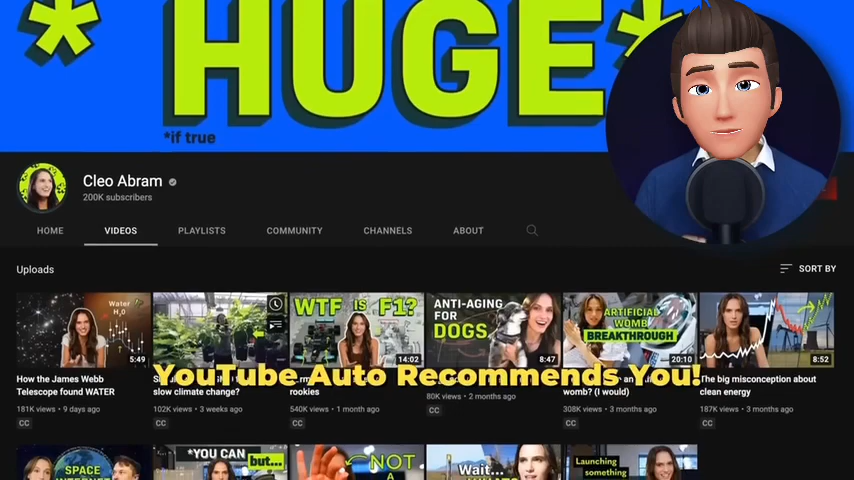 * HUGE*
*if true
Cleo Abram
200K subscribers
HOME VIDEOS PLAYLISTS COMMUNITY CHANNELS ABOUT
Uploads
SORT BY
Water
H₂0
5:49
WTF IS F1?
14:02
ANTI-AGING
FOR
DOGS
8:47
ARTIFICIAL
WOMB
BREAKTHROUGH
20:10
8:52
YouTube Auto Recommends You!
How the James Webb
Telescope found WATER
181K views • 9 days ago
CC
slow climate change?
102K views • 3 weeks ago
CC
rookies
540K views • 1 month ago
CC
80K views • 2 months ago
CC
womb? (I would)
308K views • 3 months ago
CC
The big misconception about
clean energy
187K views • 3 months ago
CC
SPACE
INTERNET
*YOU CAN but...
NOT
A
Wait...
Launching
something